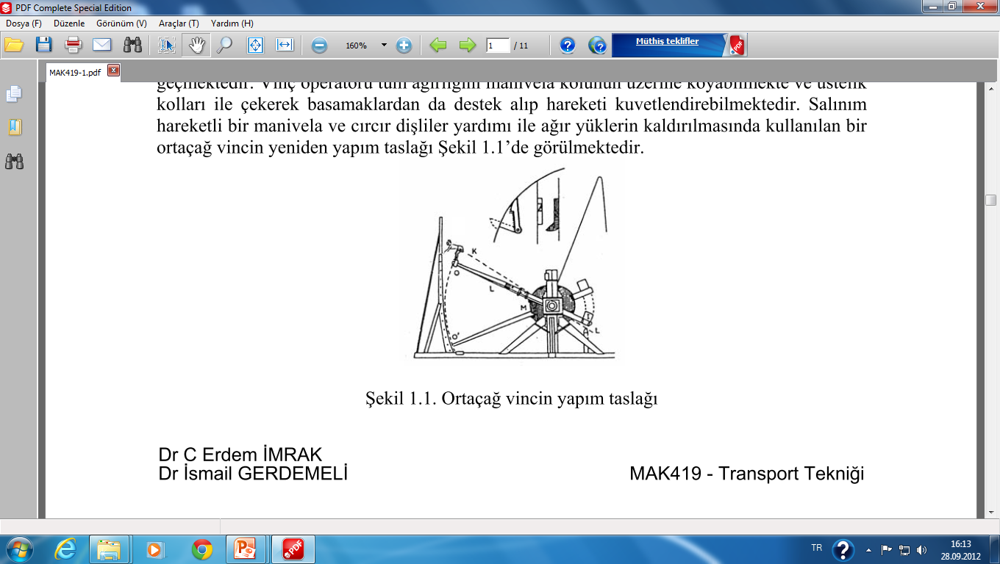 PDF Complete Special Edition
Dosya (F) Düzenle Görünüm (V) Araçlar (T) Yardım (H)
160% 1 / 11 Müthiş teklifler
MAK419-1.pdf
geçmektedir. Vinç operatörü tüm ağırlığını manivela kolunun üzerine koyabilmekte ve üstelik
kolları ile çekerek basamaklardan da destek alıp hareketi kuvetlendirebilmektedir. Salınım
hareketli bir manivela ve cırcır dişliler yardımı ile ağır yüklerin kaldırılmasında kullanılan bir
ortaçağ vincin yeniden yapım taslağı Şekil 1.1’de görülmektedir.
K
O
L
M
O'
A
L
Şekil 1.1. Ortaçağ vincin yapım taslağı
Dr C Erdem İMRAK
Dr İsmail GERDEMELİ MAK419 - Transport Tekniği
TR 16:13
28.09.2012